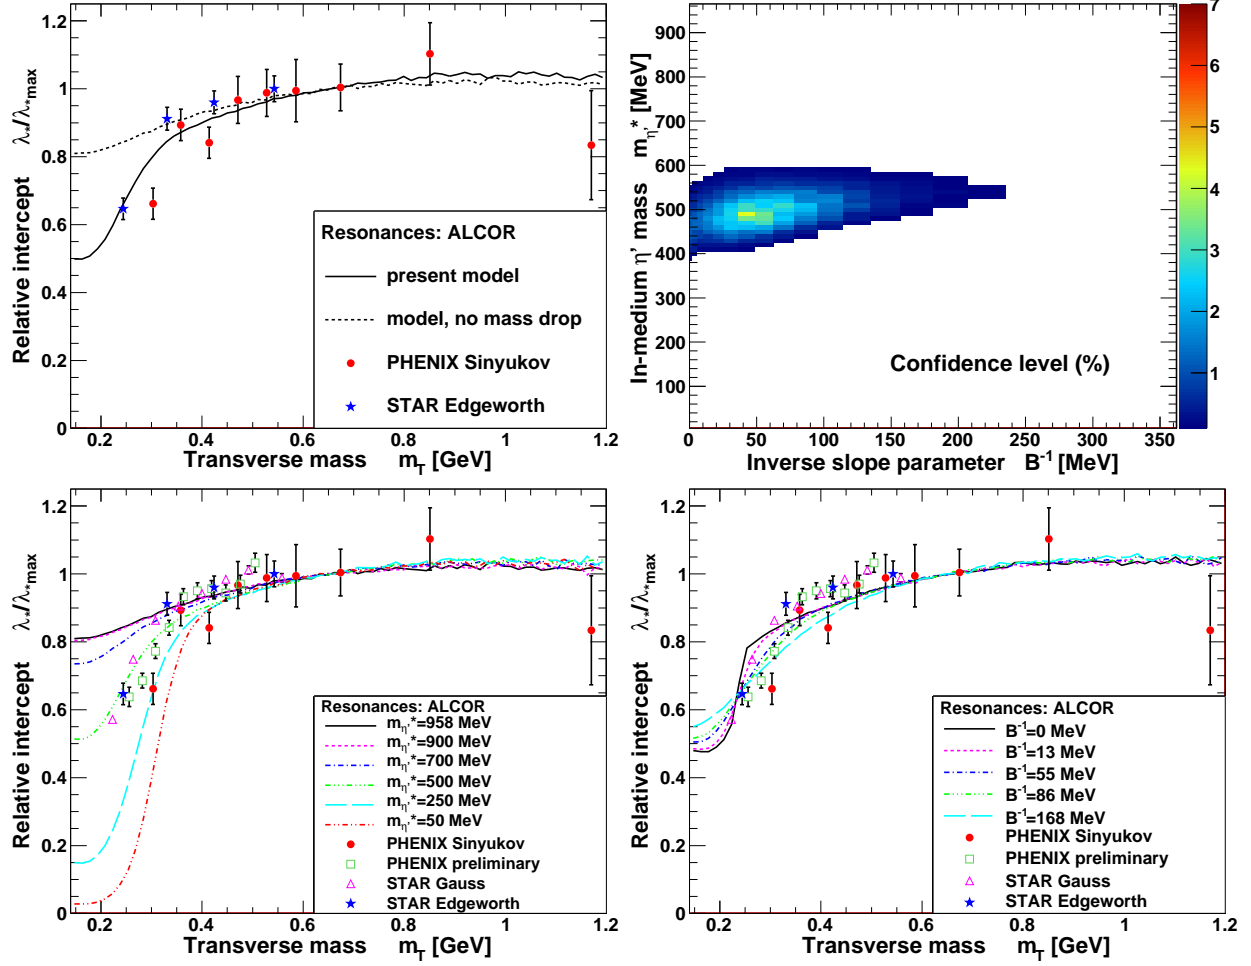 Relative intercept λ*/λ*max
1.2
1
0.8
0.6
0.4
0.2
0
Resonances: ALCOR
present model
model, no mass drop
PHENIX Sinyukov
STAR Edgeworth
0.2 0.4 0.6 0.8 1 1.2
Transverse mass m_T [GeV]
In-medium η' mass m_η'* [MeV]
900
800
700
600
500
400
300
200
100
Confidence level (%)
0 50 100 150 200 250 300 350
Inverse slope parameter B⁻¹ [MeV]
7
6
5
4
3
2
1
Relative intercept λ*/λ*max
1.2
1
0.8
0.6
0.4
0.2
0
Resonances: ALCOR
m_η'*=958 MeV
m_η'*=900 MeV
m_η'*=700 MeV
m_η'*=500 MeV
m_η'*=250 MeV
m_η'*=50 MeV
PHENIX Sinyukov
PHENIX preliminary
STAR Gauss
STAR Edgeworth
0.2 0.4 0.6 0.8 1 1.2
Transverse mass m_T [GeV]
Relative intercept λ*/λ*max
1.2
1
0.8
0.6
0.4
0.2
0
Resonances: ALCOR
B⁻¹=0 MeV
B⁻¹=13 MeV
B⁻¹=55 MeV
B⁻¹=86 MeV
B⁻¹=168 MeV
PHENIX Sinyukov
PHENIX preliminary
STAR Gauss
STAR Edgeworth
0.2 0.4 0.6 0.8 1 1.2
Transverse mass m_T [GeV]